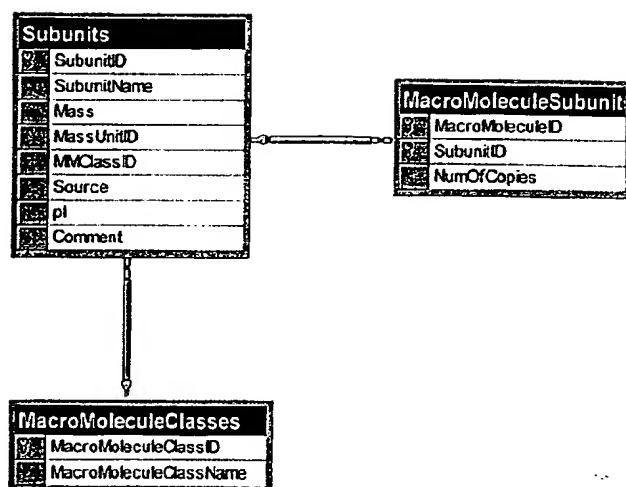 Subunits
SubunitID
SubunitName
Mass
MassUnitID
MMClassID
Source
pI
Comment
MacroMoleculeSubunit
MacroMoleculeID
SubunitID
NumOfCopies
MacroMoleculeClasses
MacroMoleculeClassID
MacroMoleculeClassName